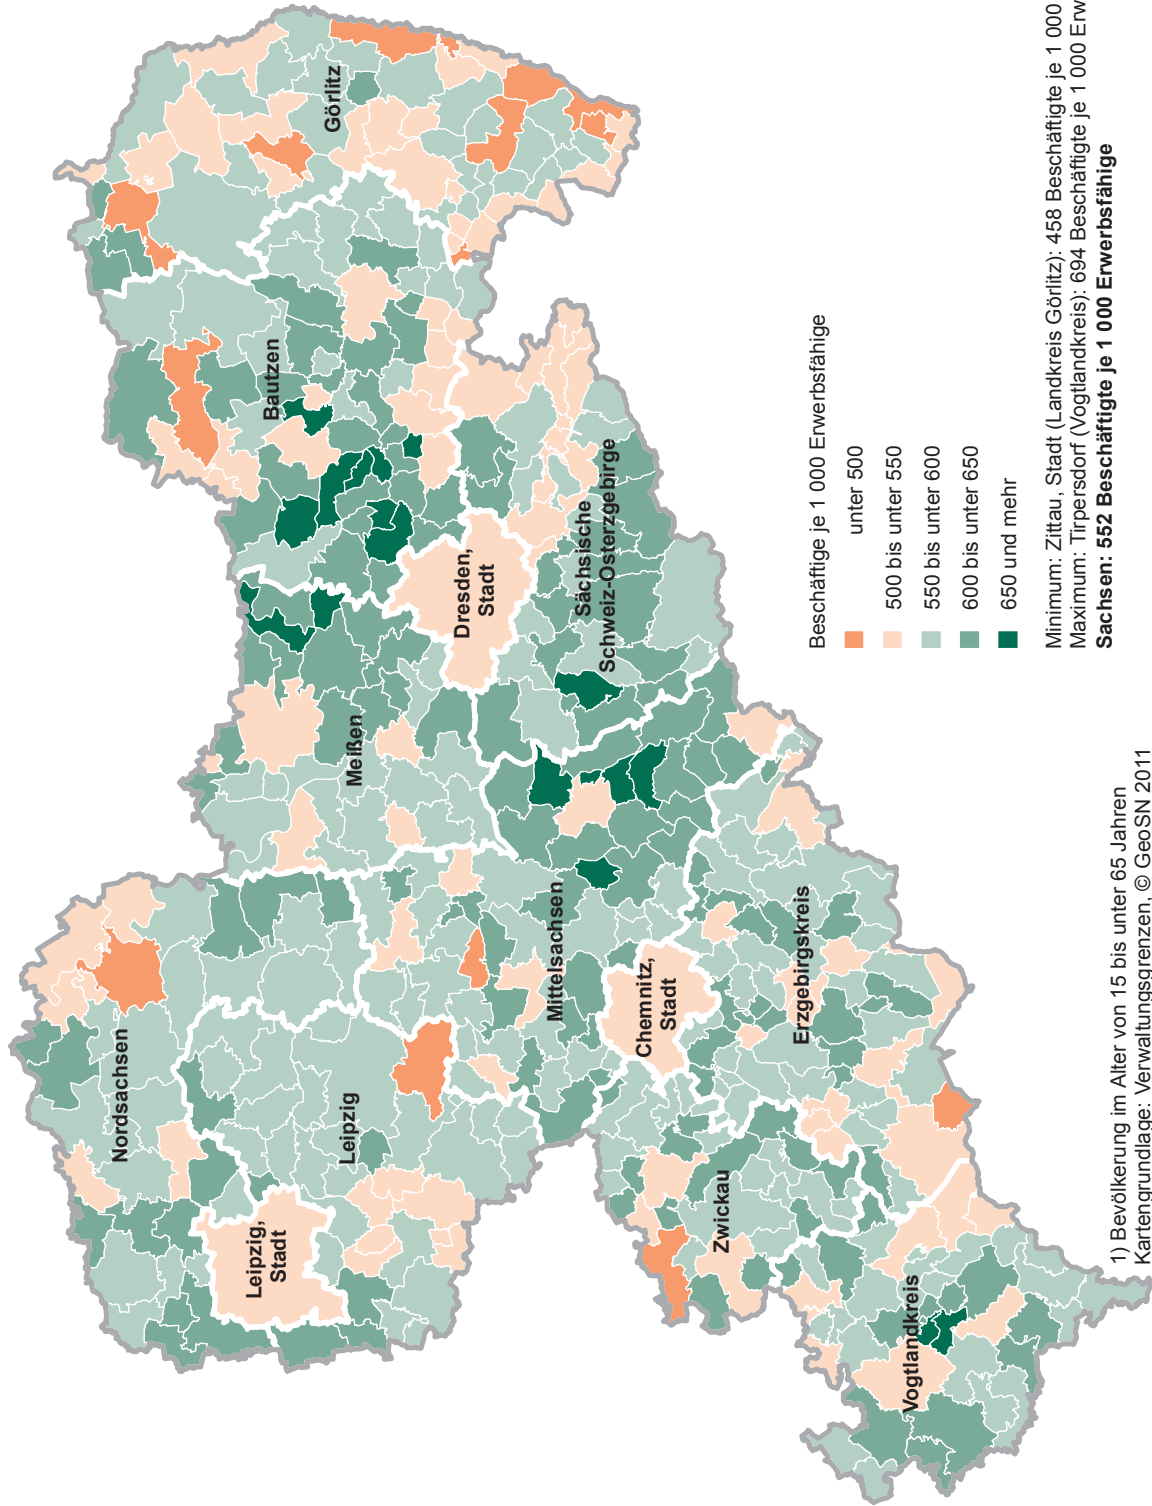 Görlitz
Bautzen
Dresden,
Stadt
Sächsische
Schweiz-Osterzgebirge
Meißen
Nordsachsen
Leipzig
Leipzig,
Stadt
Mittelsachsen
Chemnitz,
Stadt
Erzgebirgskreis
Zwickau
Vogtlandkreis
Beschäftige je 1 000 Erwerbsfähige
unter 500
500 bis unter 550
550 bis unter 600
600 bis unter 650
650 und mehr
Minimum: Zittau, Stadt (Landkreis Görlitz): 458 Beschäftigte je 1 000
Maximum: Tirpersdorf (Vogtlandkreis): 694 Beschäftigte je 1 000 Erw
Sachsen: 552 Beschäftigte je 1 000 Erwerbsfähige
1) Bevölkerung im Alter von 15 bis unter 65 Jahren
Kartengrundlage: Verwaltungsgrenzen, © GeoSN 2011